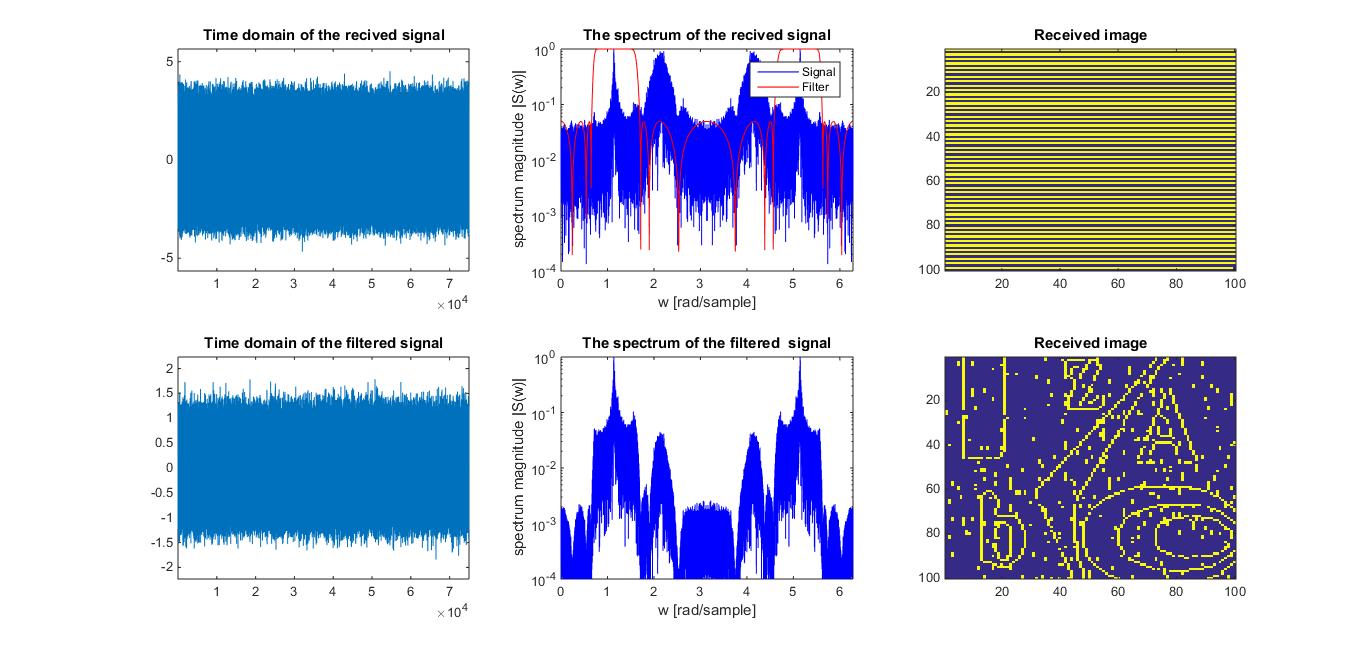 Time domain of the recived signal
5
0
-5
1 2 3 4 5 6 7
×10^4
The spectrum of the recived signal
spectrum magnitude |S(w)|
10^0
10^-1
10^-2
10^-3
10^-4
Signal
Filter
0 1 2 3 4 5 6
w [rad/sample]
Received image
20
40
60
80
100
20 40 60 80 100
Time domain of the filtered signal
2
1.5
1
0.5
0
-0.5
-1
-1.5
-2
1 2 3 4 5 6 7
×10^4
The spectrum of the filtered  signal
spectrum magnitude |S(w)|
10^0
10^-1
10^-2
10^-3
10^-4
0 1 2 3 4 5 6
w [rad/sample]
Received image
20
40
60
80
100
A
20 40 60 80 100